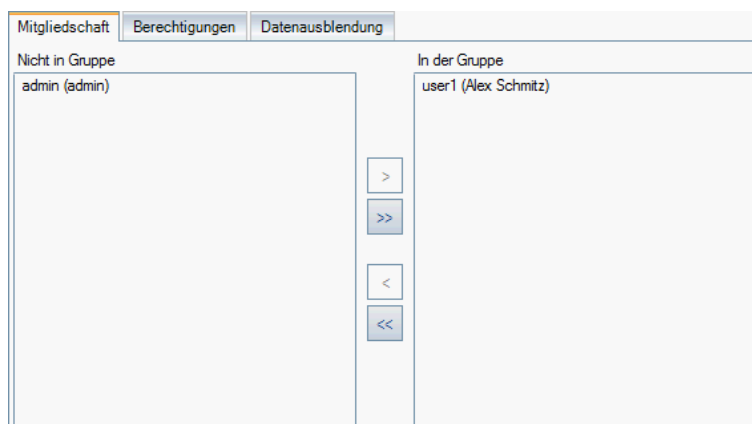 Mitgliedschaft Berechtigungen Datenausblendung
Nicht in Gruppe In der Gruppe
admin (admin) user1 (Alex Schmitz)
>
>>
<
<<